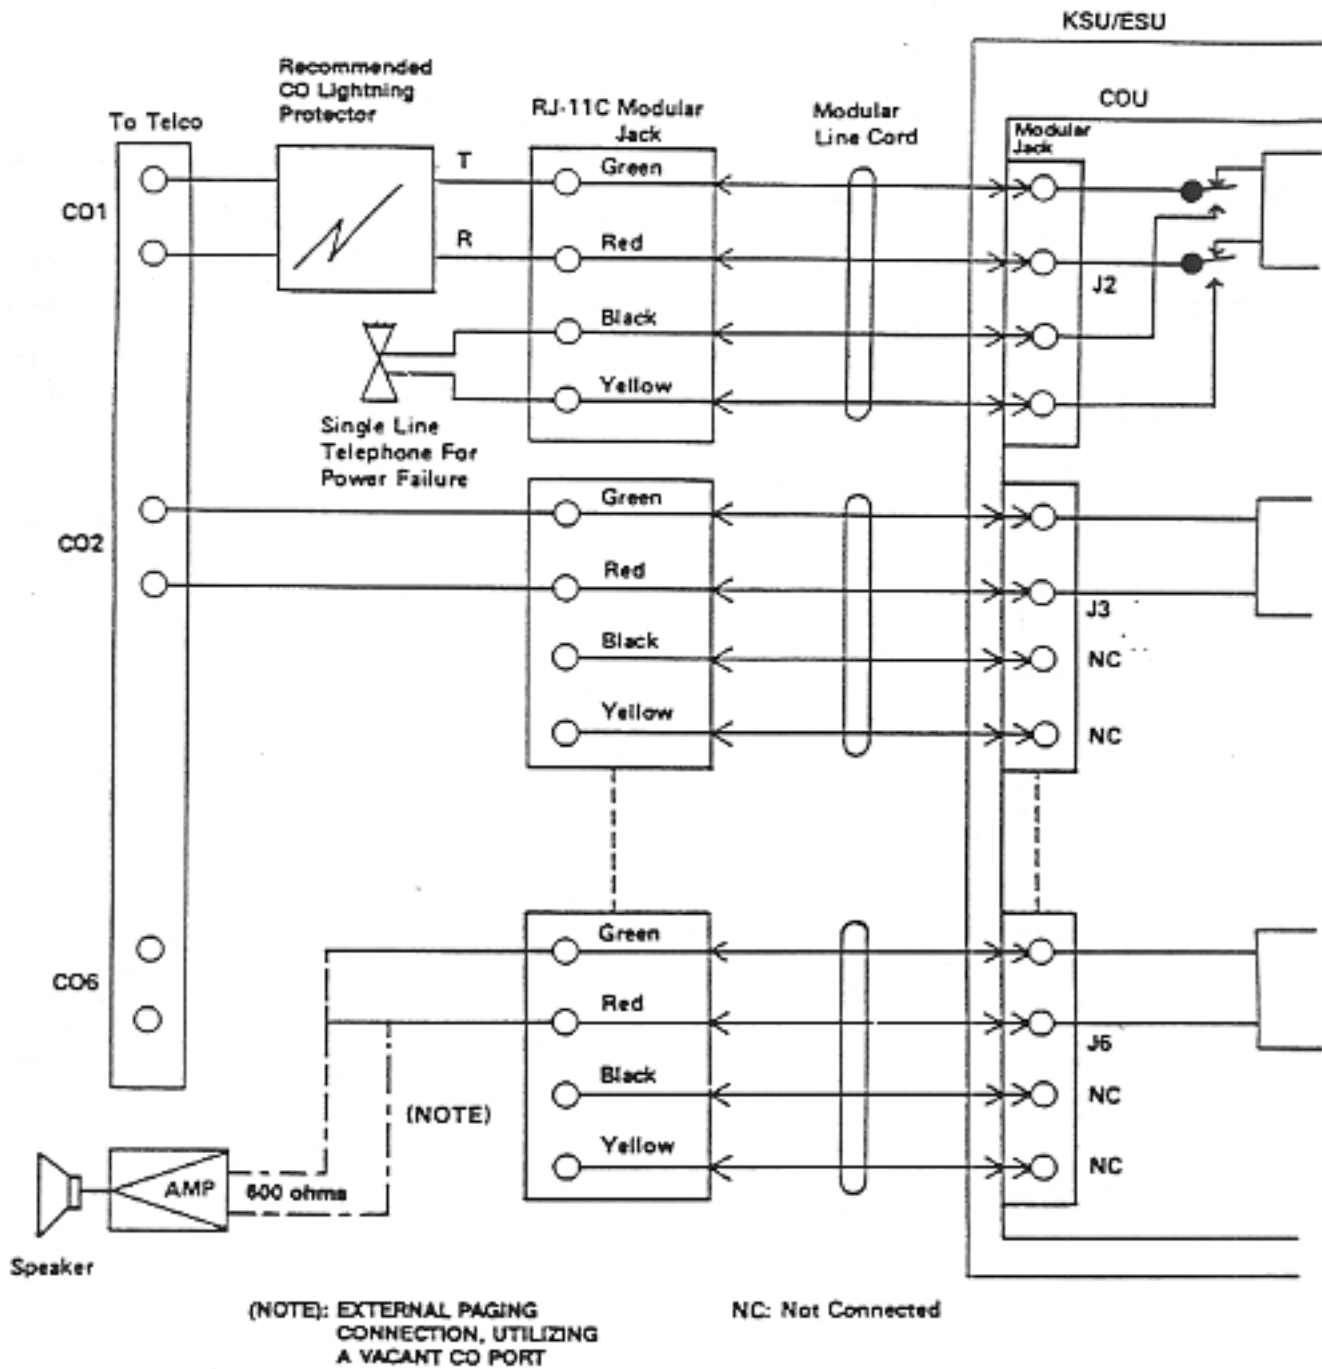 KSU/ESU
Recommended
CO Lightning
Protector
To Telco
RJ-11C Modular
Jack
Modular
Line Cord
COU
Modular
Jack
CO1
T
R
Green
Red
Black
Yellow
J2
Single Line
Telephone For
Power Failure
CO2
Green
Red
Black
Yellow
J3
NC
NC
CO6
Green
Red
Black
Yellow
J6
NC
NC
(NOTE)
AMP
600 ohms
Speaker
(NOTE): EXTERNAL PAGING
CONNECTION, UTILIZING
A VACANT CO PORT
NC: Not Connected